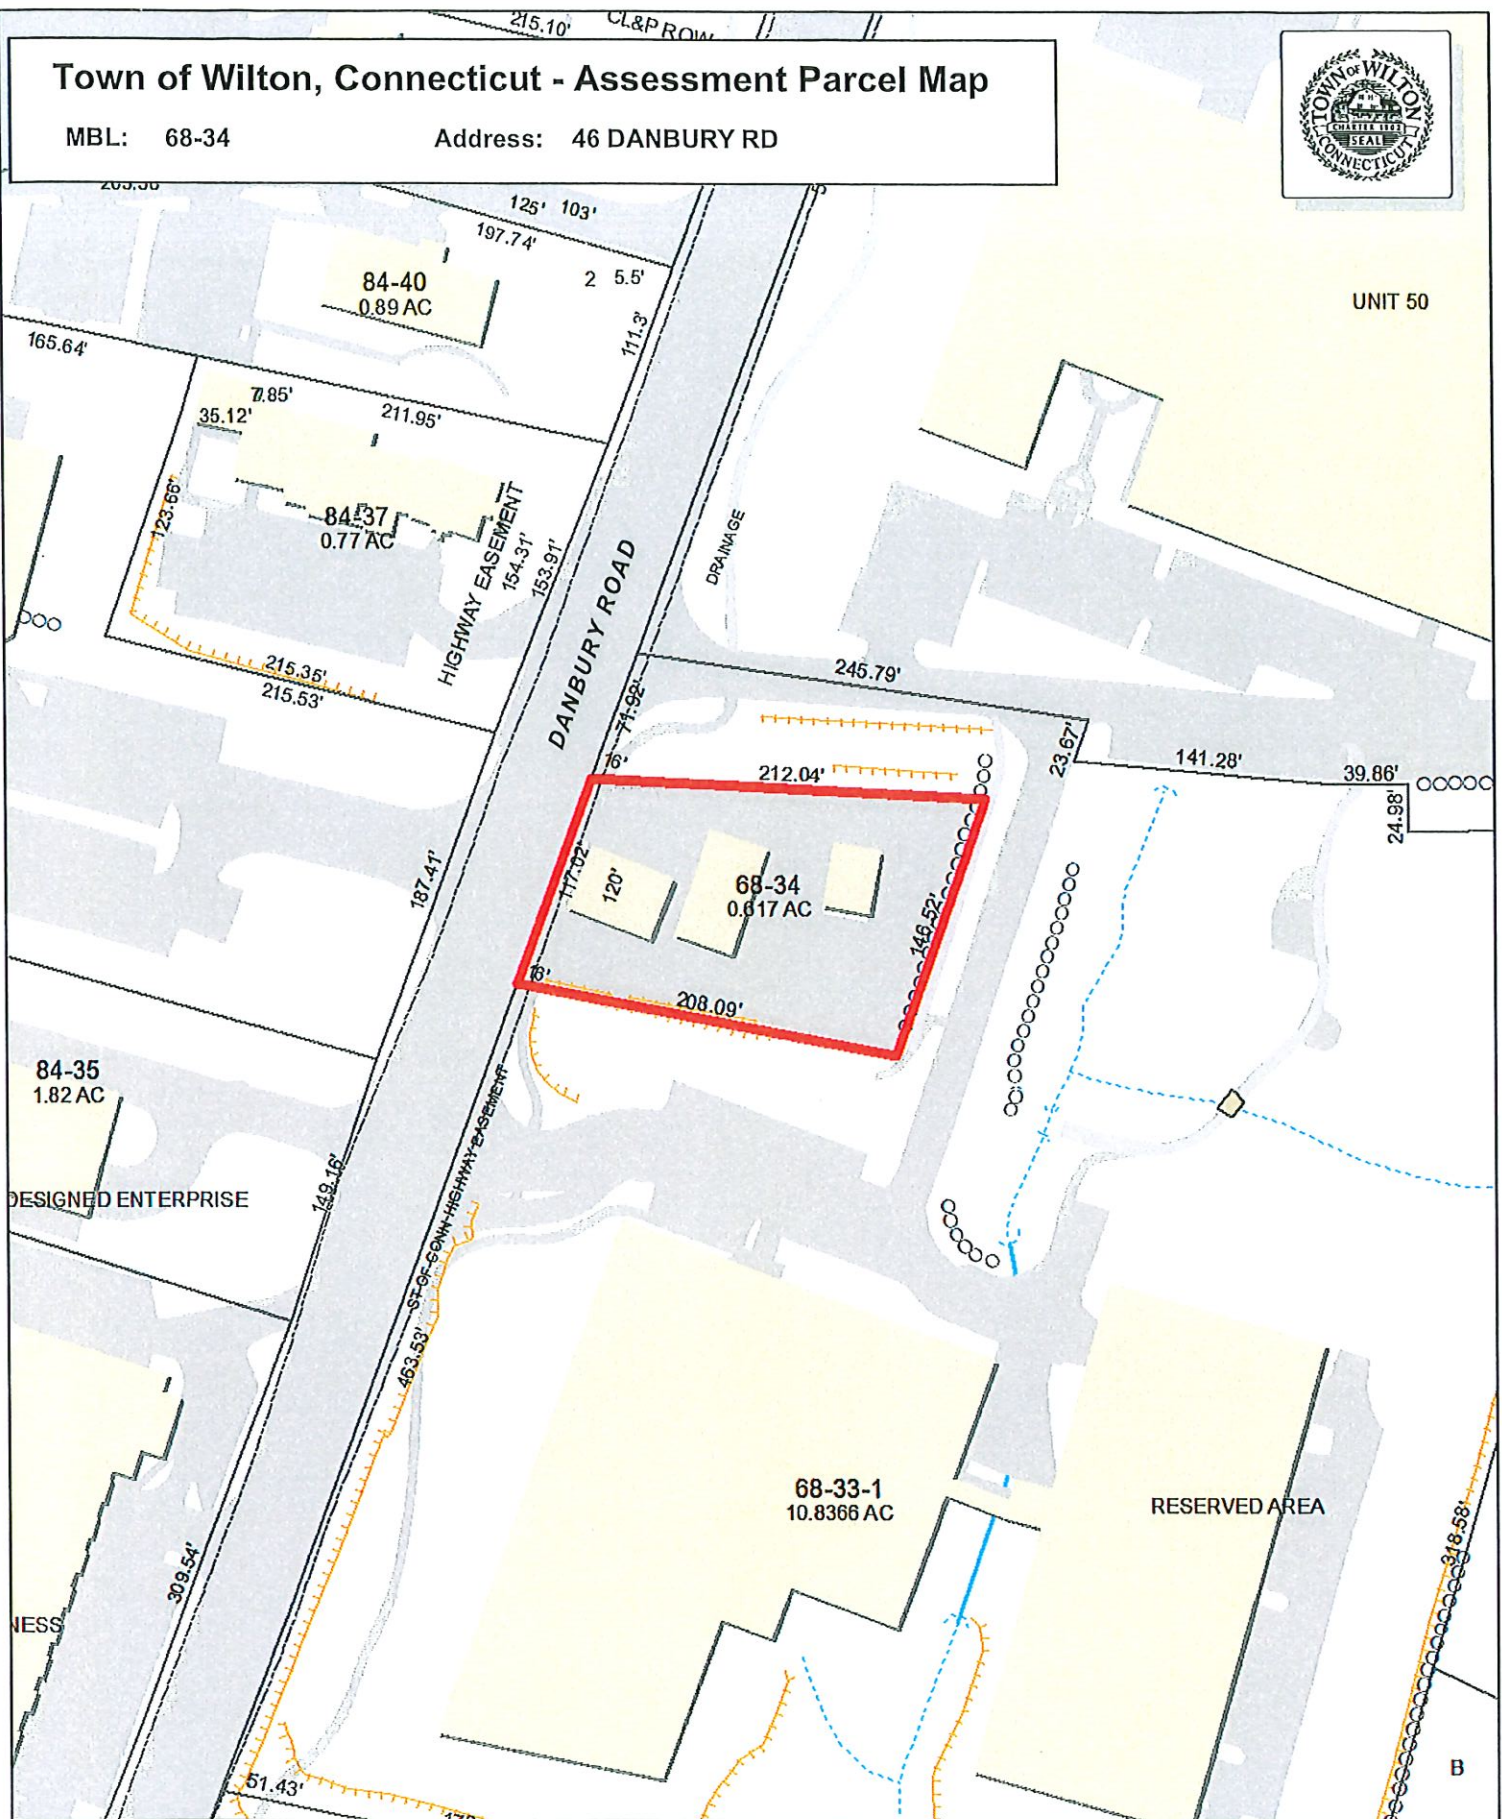 215.10'
CL&P ROW
Town of Wilton, Connecticut - Assessment Parcel Map
MBL: 68-34 Address: 46 DANBURY RD
TOWN OF WILTON
CHARTER 1802
SEAL
CONNECTICUT
125' 103'
197.74'
84-40
0.89 AC
2 5.5'
111.3'
UNIT 50
165.64'
35.12'
211.95'
123.66'
84-37
0.77 AC
HIGHWAY EASEMENT
154.31'
153.91'
DANBURY ROAD
DRAINAGE
215.35'
215.53'
71.92'
245.79'
23.67'
141.28'
39.86'
24.98'
16'
212.04'
187.41'
117.02'
120'
68-34
0.617 AC
146.52'
16'
208.09'
84-35
1.82 AC
DESIGNED ENTERPRISE
149.16'
ST OF CONN HIGHWAY EASEMENT
463.53'
68-33-1
10.8366 AC
RESERVED AREA
318.58'
309.54'
NESS
51.43'
B